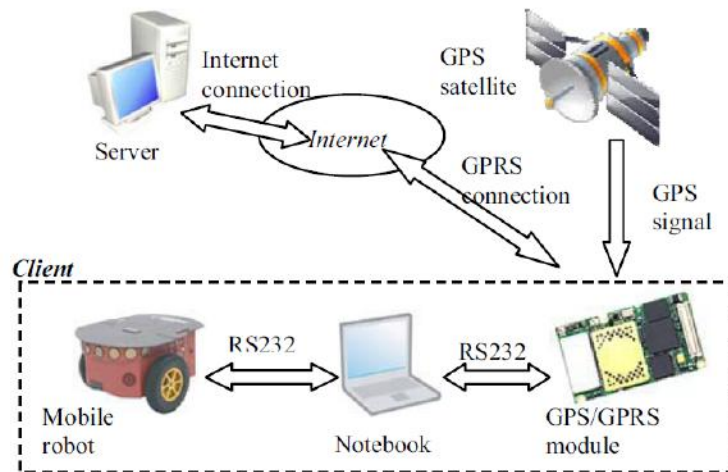 Internet
connection
GPS
satellite
Server
Internet
GPRS
connection
GPS
signal
Client
RS232
RS232
Mobile
robot
Notebook
GPS/GPRS
module